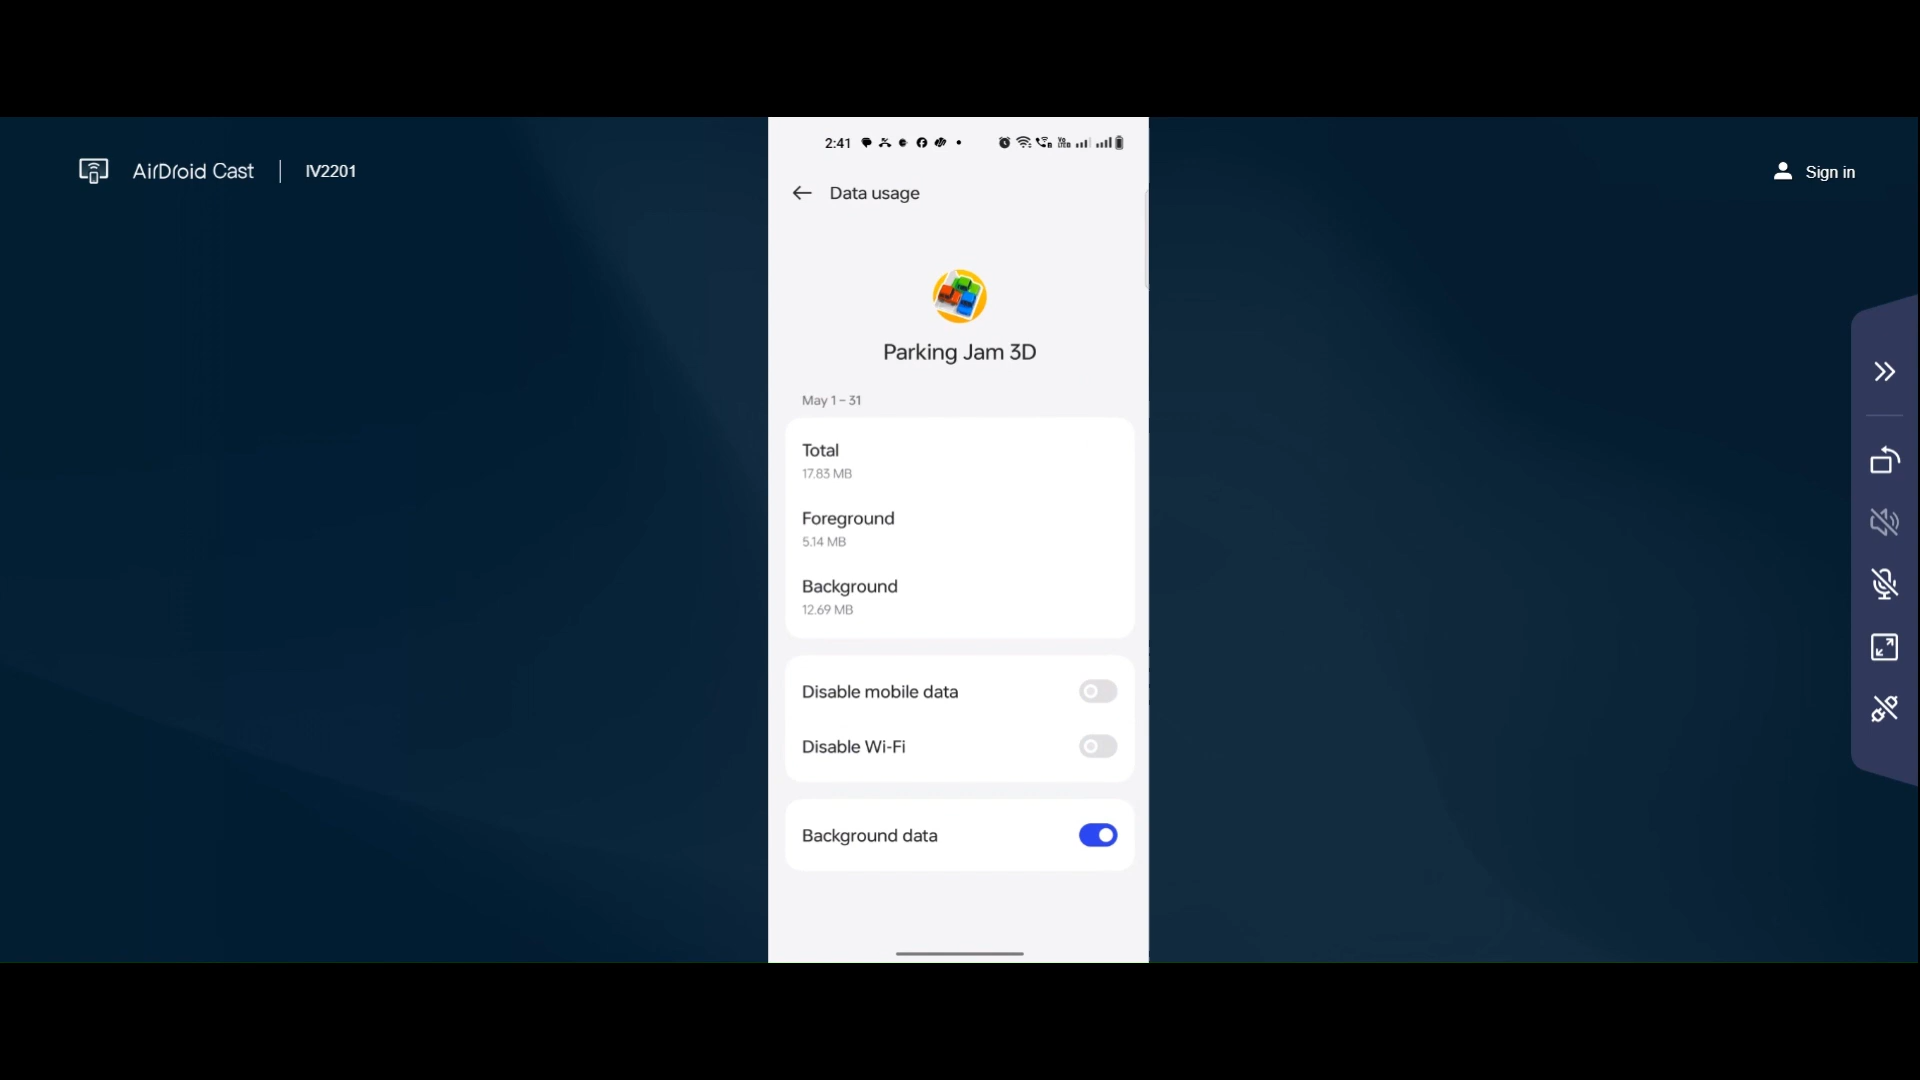 2:41
AirDroid Cast | IV2201
Sign in
Data usage
Parking Jam 3D
May 1 – 31
Total
17.83 MB
Foreground
5.14 MB
Background
12.69 MB
Disable mobile data
Disable Wi-Fi
Background data